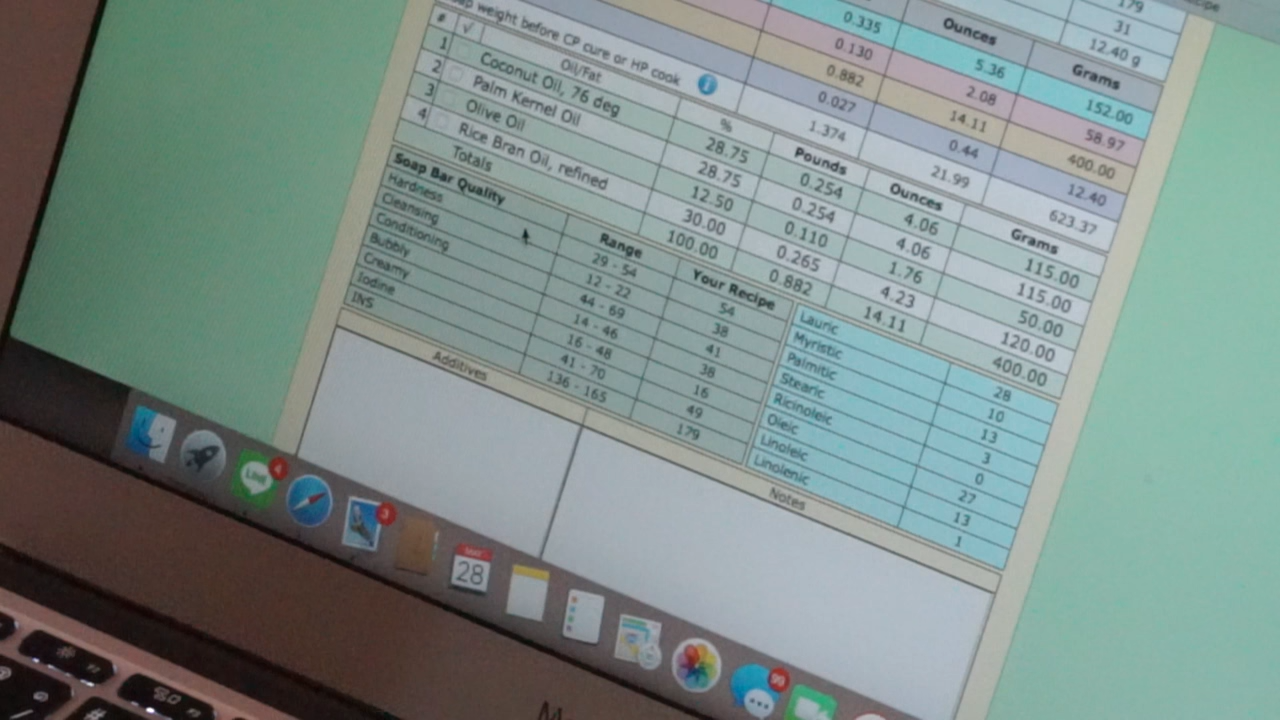 179
31
12.40 g
Ounces Grams
0.335 5.36 152.00
0.130 2.08 58.97
0.882 14.11 400.00
0.027 0.44 12.40
weight before CP cure or HP cook 1.374 21.99 623.37
# √ Oil/Fat % Pounds Ounces Grams
1 Coconut Oil, 76 deg 28.75 0.254 4.06 115.00
2 Palm Kernel Oil 28.75 0.254 4.06 115.00
3 Olive Oil 12.50 0.110 1.76 50.00
4 Rice Bran Oil, refined 30.00 0.265 4.23 120.00
Totals 100.00 0.882 14.11 400.00
Soap Bar Quality Range Your Recipe
Hardness 29 - 54 54
Cleansing 12 - 22 38
Conditioning 44 - 69 41
Bubbly 14 - 46 38
Creamy 16 - 48 16
Iodine 41 - 70 49
INS 136 - 165 179
Lauric 28
Myristic 10
Palmitic 13
Stearic 3
Ricinoleic 0
Oleic 27
Linoleic 13
Linolenic 1
Additives Notes
LINE 4
3
MAY
28
99